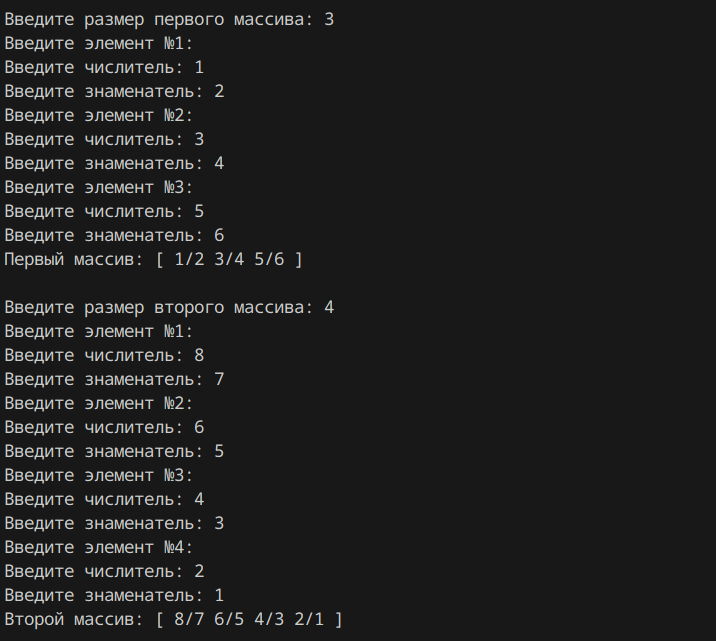 Введите размер первого массива: 3
Введите элемент №1:
Введите числитель: 1
Введите знаменатель: 2
Введите элемент №2:
Введите числитель: 3
Введите знаменатель: 4
Введите элемент №3:
Введите числитель: 5
Введите знаменатель: 6
Первый массив: [ 1/2 3/4 5/6 ]

Введите размер второго массива: 4
Введите элемент №1:
Введите числитель: 8
Введите знаменатель: 7
Введите элемент №2:
Введите числитель: 6
Введите знаменатель: 5
Введите элемент №3:
Введите числитель: 4
Введите знаменатель: 3
Введите элемент №4:
Введите числитель: 2
Введите знаменатель: 1
Второй массив: [ 8/7 6/5 4/3 2/1 ]